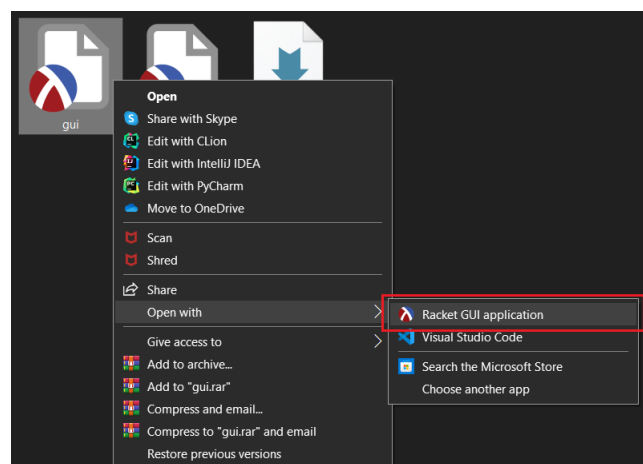 gui
Open
Share with Skype
Edit with CLion
Edit with IntelliJ IDEA
Edit with PyCharm
Move to OneDrive
Scan
Shred
Share
Open with
Give access to
Add to archive...
Add to "gui.rar"
Compress and email...
Compress to "gui.rar" and email
Restore previous versions
Racket GUI application
Visual Studio Code
Search the Microsoft Store
Choose another app